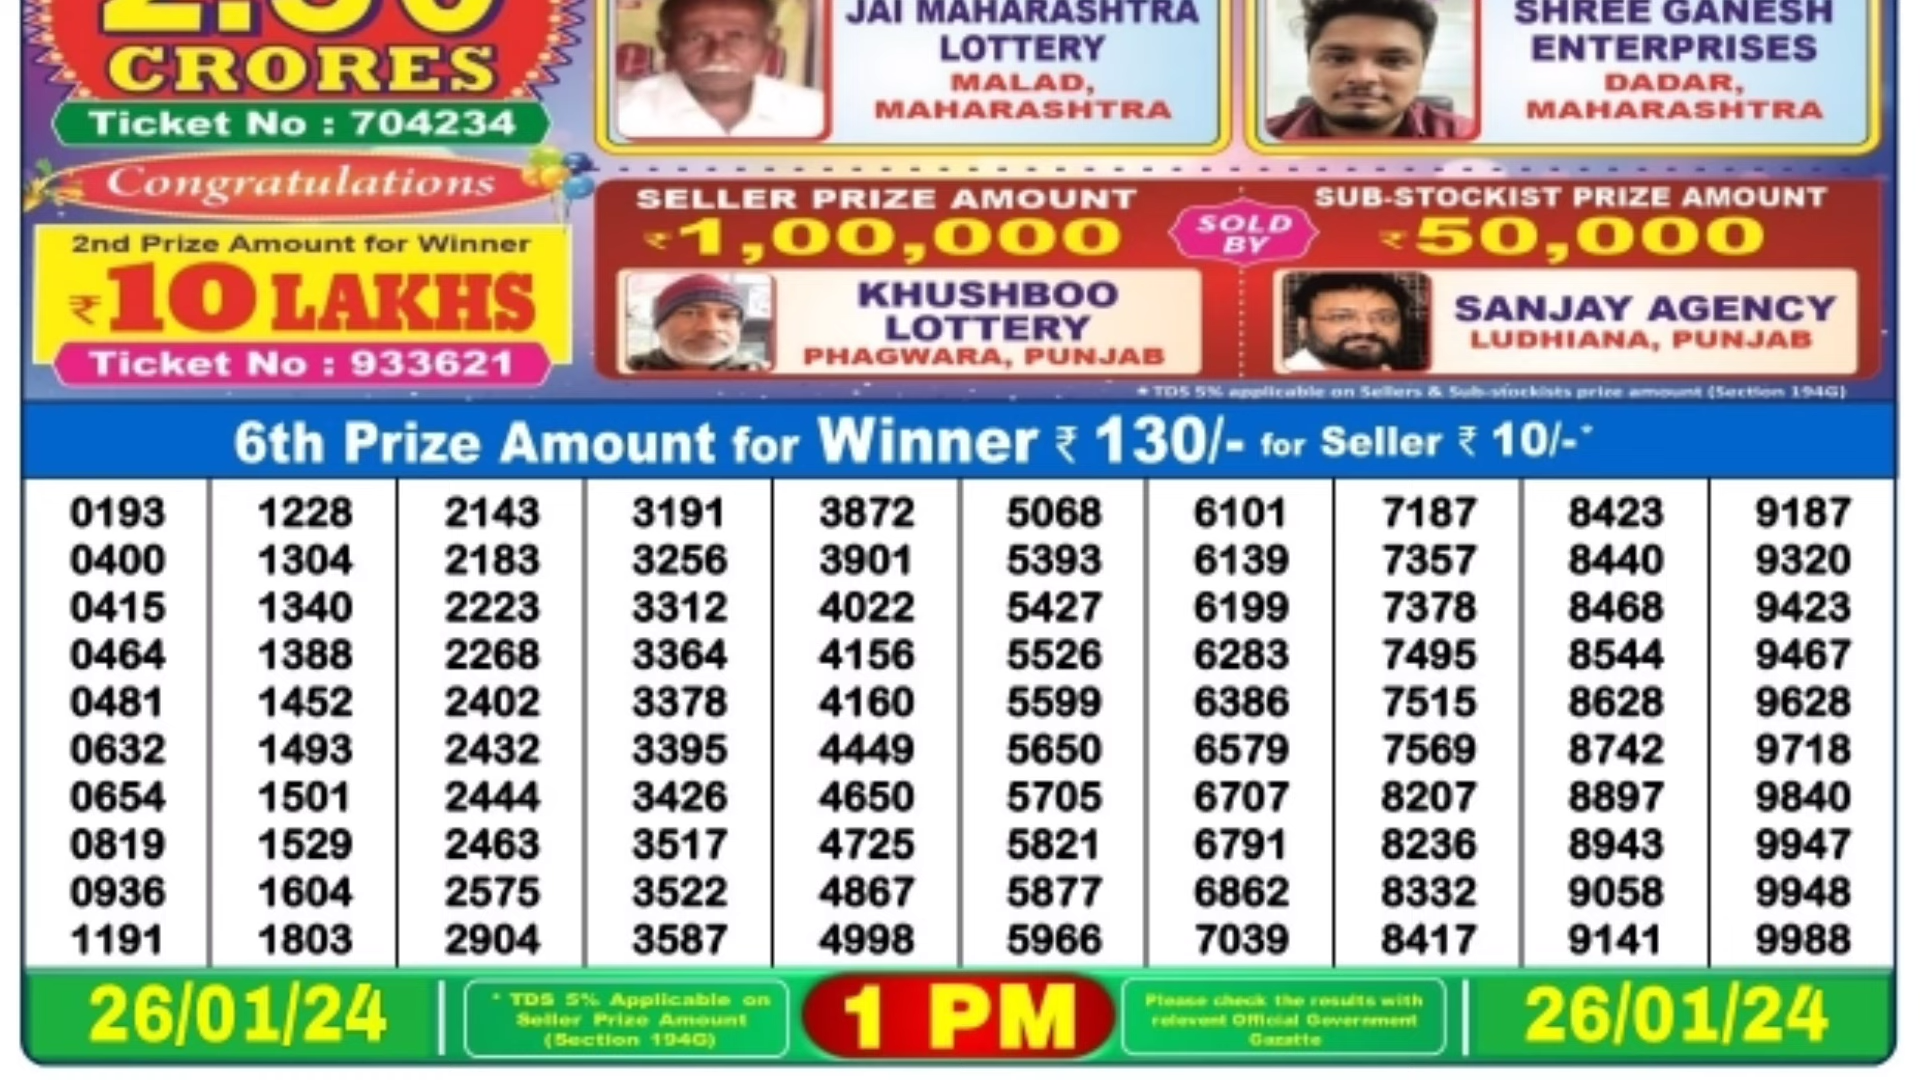 2.50
CRORES
Ticket No : 704234
JAI MAHARASHTRA
LOTTERY
MALAD,
MAHARASHTRA
SHREE GANESH
ENTERPRISES
DADAR,
MAHARASHTRA
Congratulations
2nd Prize Amount for Winner
₹10 LAKHS
Ticket No : 933621
SELLER PRIZE AMOUNT
₹1,00,000
SOLD
BY
SUB-STOCKIST PRIZE AMOUNT
₹50,000
KHUSHBOO
LOTTERY
PHAGWARA, PUNJAB
SANJAY AGENCY
LUDHIANA, PUNJAB
* TDS 5% applicable on Sellers & Sub-stockists prize amount (Section 194G)
6th Prize Amount for Winner ₹ 130/- for Seller ₹ 10/-*
0193 1228 2143 3191 3872 5068 6101 7187 8423 9187
0400 1304 2183 3256 3901 5393 6139 7357 8440 9320
0415 1340 2223 3312 4022 5427 6199 7378 8468 9423
0464 1388 2268 3364 4156 5526 6283 7495 8544 9467
0481 1452 2402 3378 4160 5599 6386 7515 8628 9628
0632 1493 2432 3395 4449 5650 6579 7569 8742 9718
0654 1501 2444 3426 4650 5705 6707 8207 8897 9840
0819 1529 2463 3517 4725 5821 6791 8236 8943 9947
0936 1604 2575 3522 4867 5877 6862 8332 9058 9948
1191 1803 2904 3587 4998 5966 7039 8417 9141 9988
26/01/24
* TDS 5% Applicable on
Seller Prize Amount
(Section 194G)
1 PM
Please check the results with
relevent Official Government
Gazatte
26/01/24